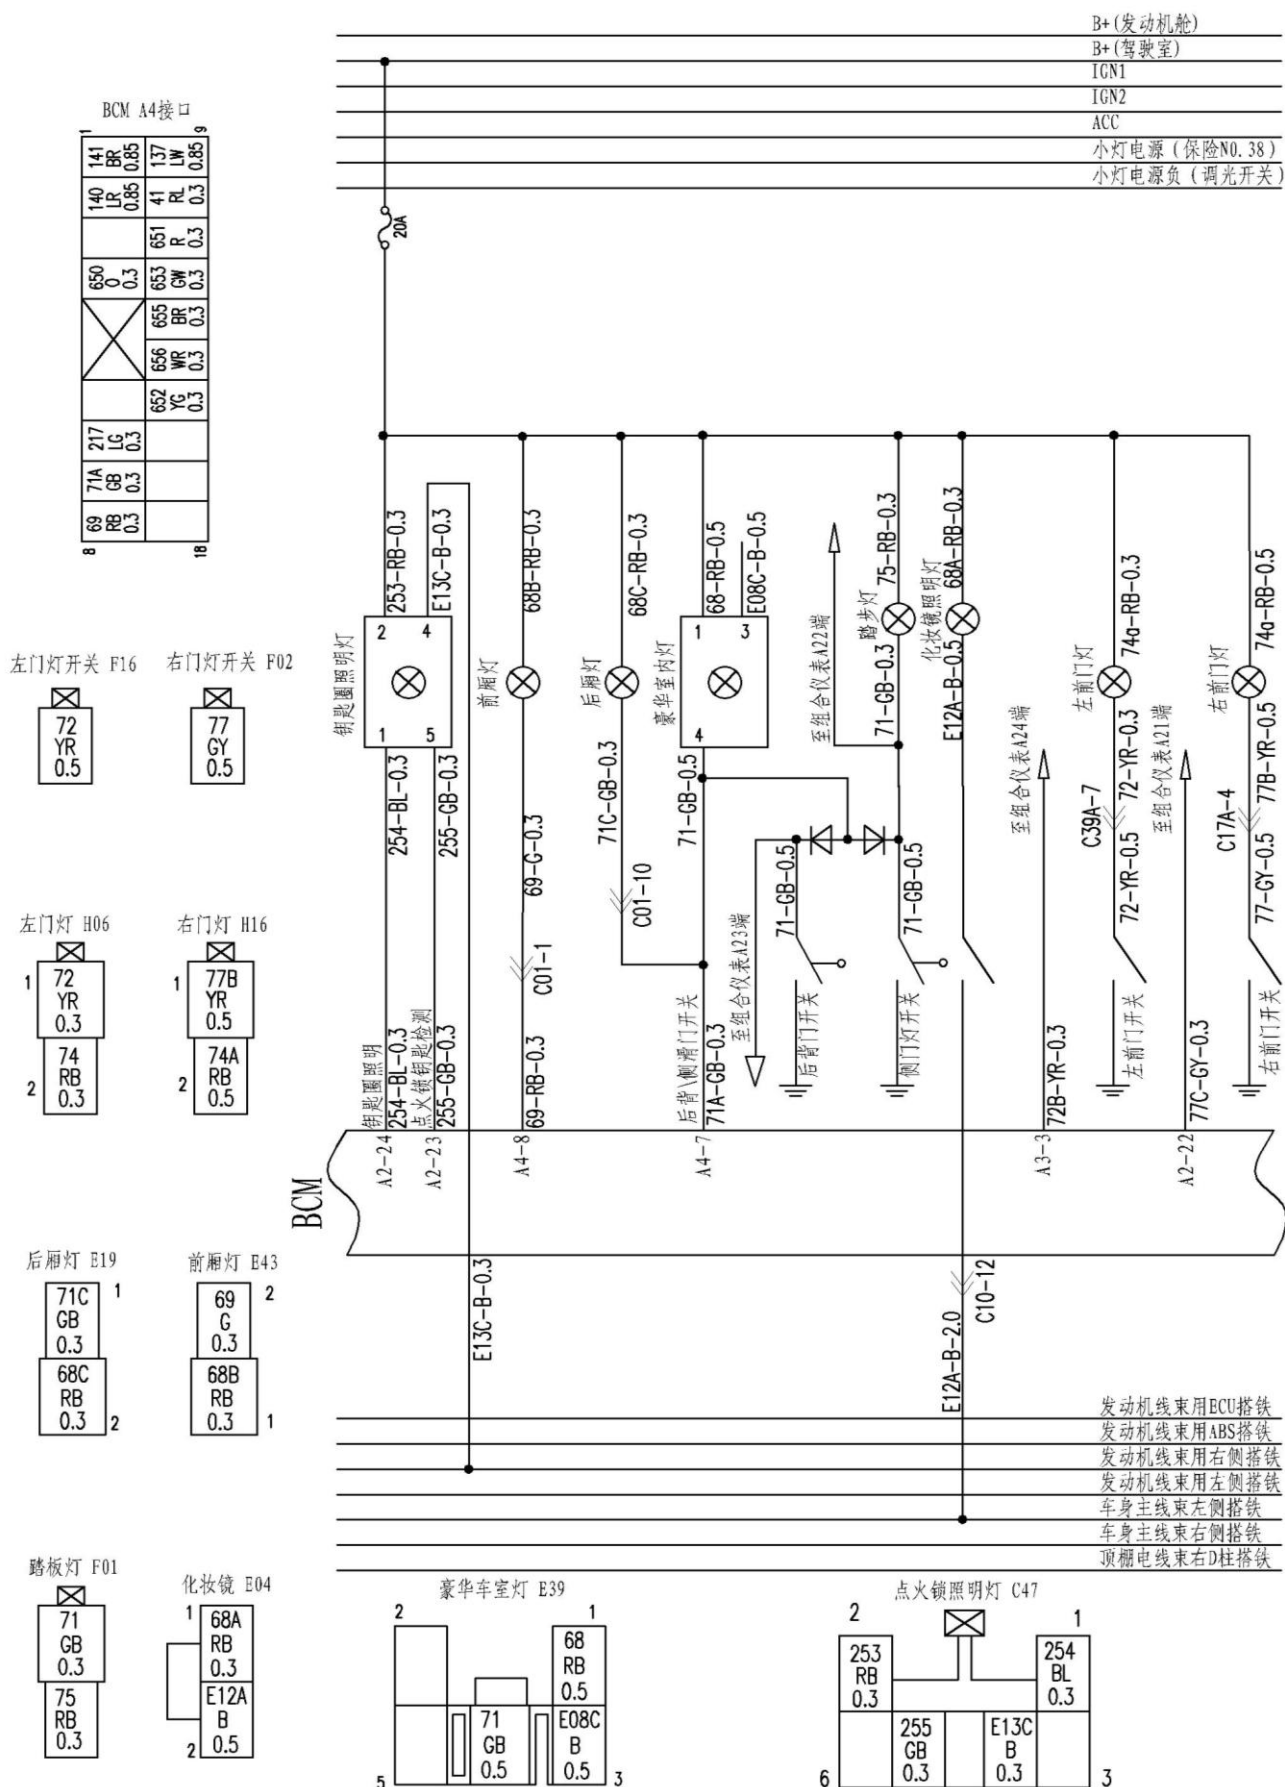 B+(发动机舱)
B+(驾驶室)
IGN1
IGN2
ACC
小灯电源(保险NO.38)
小灯电源负(调光开关)
20A
BCM A4接口
1
9
141 BR 0.85
137 LW 0.85
140 LR 0.85
41 RL 0.3
651 R 0.3
650 O 0.3
653 GW 0.3
655 BR 0.3
656 WR 0.3
652 YG 0.3
217 LG 0.3
71A GB 0.3
69 RB 0.3
8
18
左门灯开关 F16
72
YR
0.5
右门灯开关 F02
77
GY
0.5
左门灯 H06
1
72
YR
0.3
2
74
RB
0.3
右门灯 H16
1
77B
YR
0.5
2
74A
RB
0.5
253-RB-0.3
E13C-B-0.3
68B-RB-0.3
68C-RB-0.3
68-RB-0.5
E08C-B-0.5
75-RB-0.3
68A-RB-0.3
74a-RB-0.3
74a-RB-0.5
钥匙圈照明灯
2
4
1
5
前厢灯
后厢灯
豪华室内灯
1
3
4
至组合仪表A22端
踏步灯
71-GB-0.3
化妆镜照明灯
E12A-B-0.5
至组合仪表A24端
左前门灯
72-YR-0.3
至组合仪表A21端
右前门灯
77B-YR-0.5
254-BL-0.3
255-GB-0.3
69-G-0.3
71C-GB-0.3
71-GB-0.5
C39A-7
C17A-4
C01-1
C01-10
至组合仪表A23端
71-GB-0.5
71-GB-0.5
72-YR-0.5
77-GY-0.5
钥匙圈照明
254-BL-0.3
点火锁钥匙检测
255-GB-0.3
69-RB-0.3
后背\侧滑门开关
71A-GB-0.3
后背门开关
侧门灯开关
72B-YR-0.3
左前门开关
77C-GY-0.3
右前门开关
BCM
A2-24
A2-23
A4-8
A4-7
A3-3
A2-22
E13C-B-0.3
C10-12
E12A-B-2.0
后厢灯 E19
71C
GB
0.3
1
68C
RB
0.3
2
前厢灯 E43
69
G
0.3
2
68B
RB
0.3
1
发动机线束用ECU搭铁
发动机线束用ABS搭铁
发动机线束用右侧搭铁
发动机线束用左侧搭铁
车身主线束左侧搭铁
车身主线束右侧搭铁
顶棚电线束右D柱搭铁
踏板灯 F01
71
GB
0.3
75
RB
0.3
化妆镜 E04
1
68A
RB
0.3
E12A
B
0.5
2
豪华车室灯 E39
2
1
68
RB
0.5
71
GB
0.5
E08C
B
0.5
5
3
点火锁照明灯 C47
2
1
253
RB
0.3
254
BL
0.3
255
GB
0.3
E13C
B
0.3
6
3